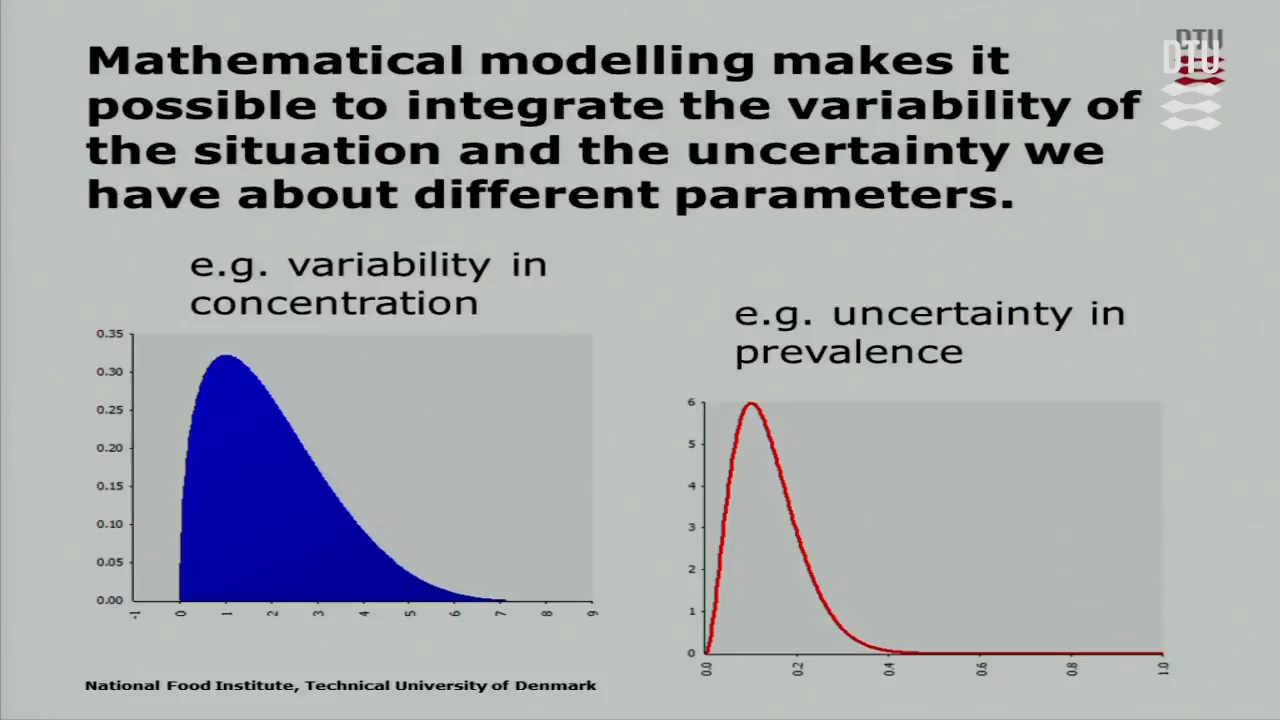 Mathematical modelling makes it
possible to integrate the variability of
the situation and the uncertainty we
have about different parameters.
DTU
DTU
e.g. variability in
concentration
0.35
0.30
0.25
0.20
0.15
0.10
0.05
0.00
-1 0 1 2 3 4 5 6 7 8 9
e.g. uncertainty in
prevalence
6
5
4
3
2
1
0
0.0 0.2 0.4 0.6 0.8 1.0
National Food Institute, Technical University of Denmark